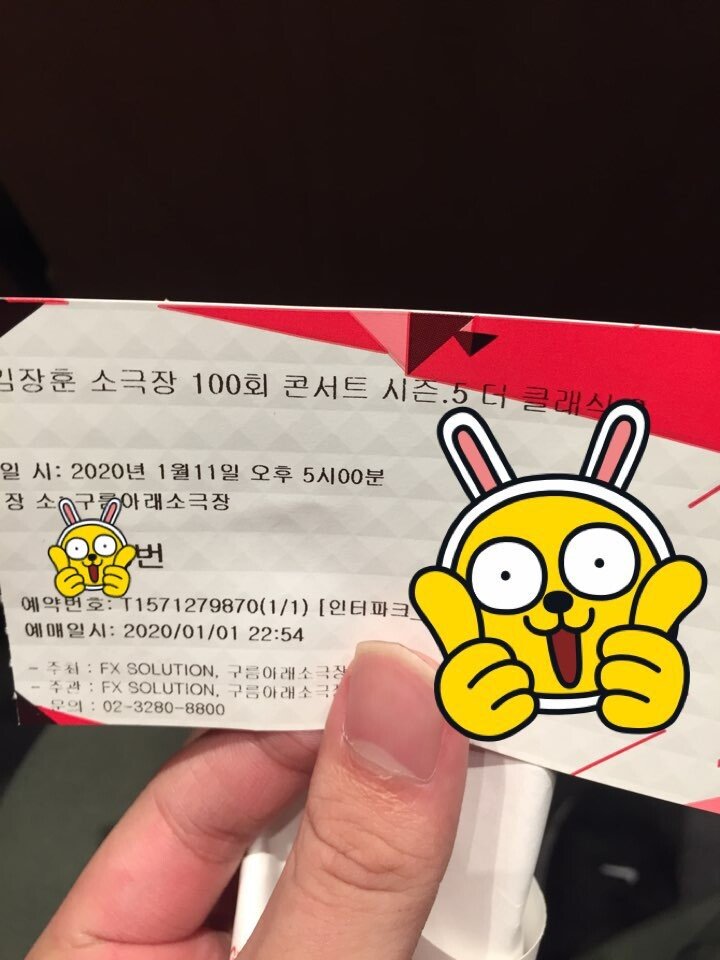 김장훈 소극장 100회 콘서트 시즌.5 더 클래식
일 시: 2020년 1월11일 오후 5시00분
장 소: 구름아래소극장
번
예약번호: T1571279870(1/1) [인터파크
예매일시: 2020/01/01 22:54
- 주최 : FX SOLUTION, 구름아래소극장
- 주관 : FX SOLUTION, 구름아래소극장
문의 : 02-3280-8800